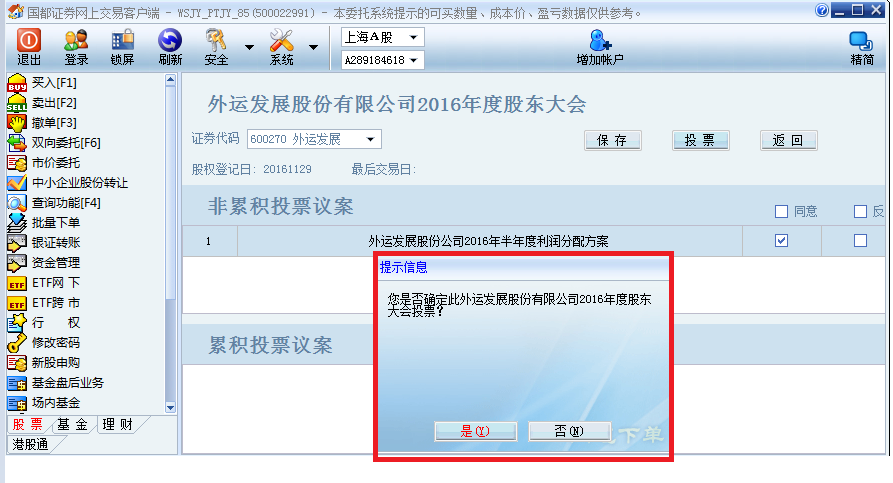 国都证券网上交易客户端 - WSJY_PTJY_85(500022991) - 本委托系统提示的可买数量、成本价、盈亏数据仅供参考。
退出 登录 锁屏 刷新 安全 系统 上海A股 A289184618 增加帐户 精简
买入[F1]
卖出[F2]
撤单[F3]
双向委托[F6]
市价委托
中小企业股份转让
查询功能[F4]
批量下单
银证转账
资金管理
ETF网 下
ETF跨 市
行 权
修改密码
新股申购
基金盘后业务
场内基金
股 票 基 金 理 财
港股通
外运发展股份有限公司2016年度股东大会
证券代码 600270 外运发展 保 存 投 票 返 回
股权登记日: 20161129 最后交易日:
非累积投票议案 同意 反
1 外运发展股份公司2016年半年度利润分配方案
累积投票议案
提示信息
您是否确定此外运发展股份有限公司2016年度股东
大会投票?
是(Y) 否(N)
下单